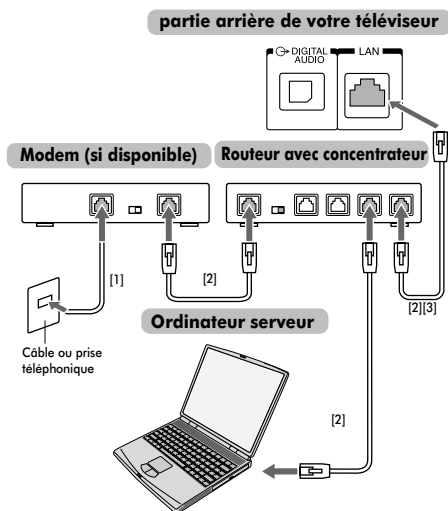 partie arrière de votre téléviseur
DIGITAL AUDIO
LAN
Modem (si disponible)
Routeur avec concentrateur
[1]
[2]
[2][3]
Câble ou prise
téléphonique
Ordinateur serveur
[2]